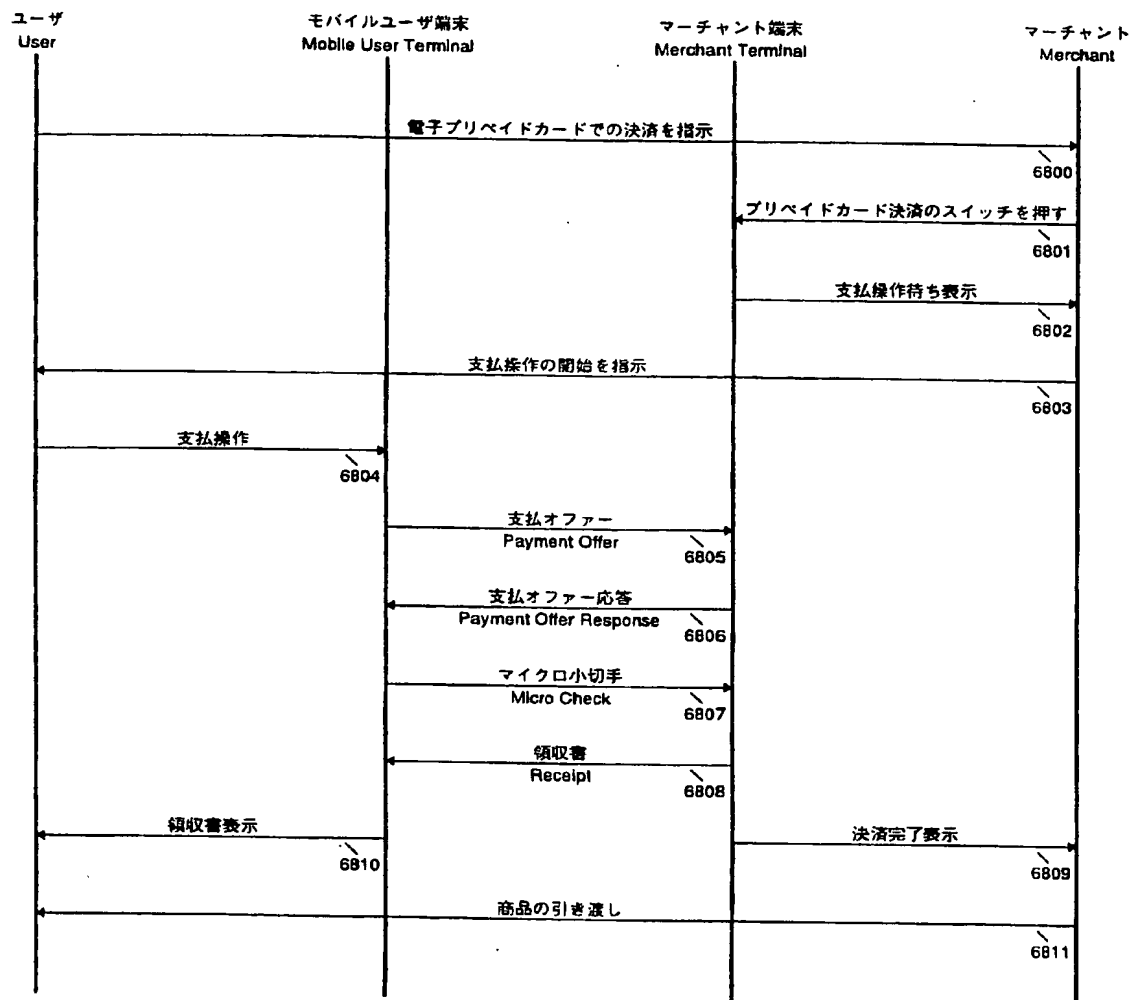 ユーザ
User
モバイルユーザ端末
Mobile User Terminal
マーチャント端末
Merchant Terminal
マーチャント
Merchant
電子プリペイドカードでの決済を指示
6800
プリペイドカード決済のスイッチを押す
6801
支払操作待ち表示
6802
支払操作の開始を指示
6803
支払操作
6804
支払オファー
Payment Offer
6805
支払オファー応答
Payment Offer Response
6806
マイクロ小切手
Micro Check
6807
領収書
Receipt
6808
領収書表示
6810
決済完了表示
6809
商品の引き渡し
6811